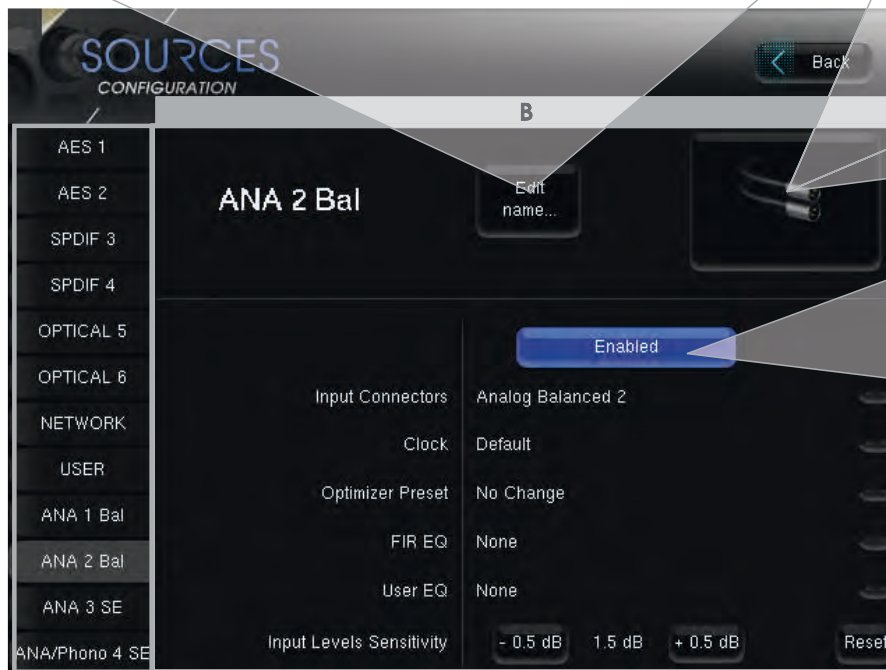 SOURCES
CONFIGURATION
Back
B
AES 1
AES 2
SPDIF 3
SPDIF 4
OPTICAL 5
OPTICAL 6
NETWORK
USER
ANA 1 Bal
ANA 2 Bal
ANA 3 SE
ANA/Phono 4 SE
ANA 2 Bal
Edit
name...
Enabled
Input Connectors Analog Balanced 2
Clock Default
Optimizer Preset No Change
FIR EQ None
User EQ None
Input Levels Sensitivity - 0.5 dB 1.5 dB + 0.5 dB Reset